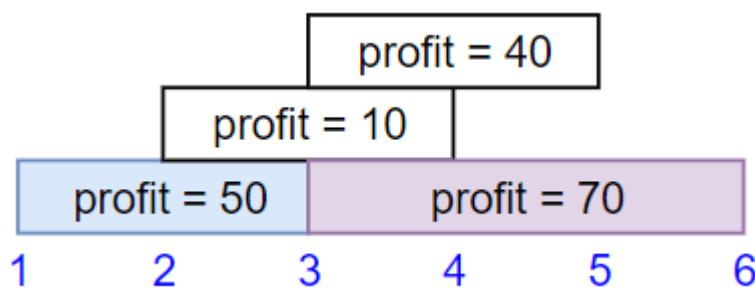 profit = 40
profit = 10
profit = 50 profit = 70
1 2 3 4 5 6